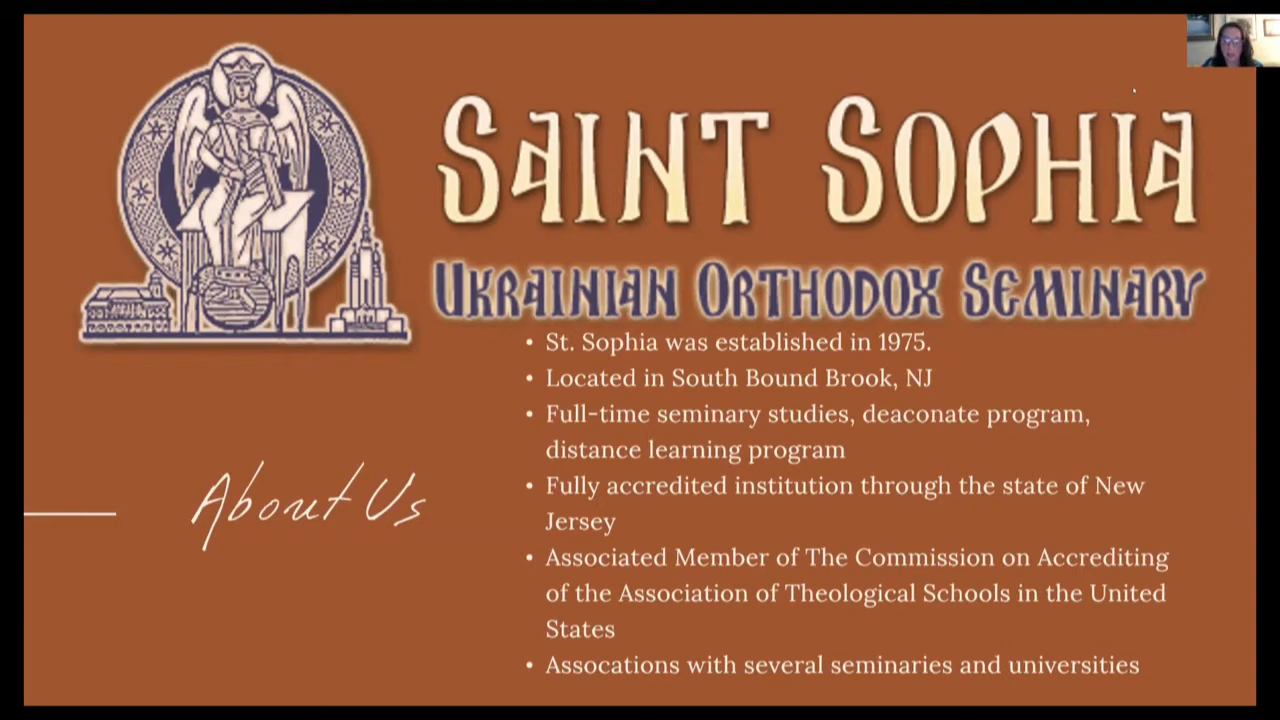 SAINT SOPHIA
UKRAINIAN ORTHODOX SEMINARY
• St. Sophia was established in 1975.
• Located in South Bound Brook, NJ
• Full-time seminary studies, deaconate program,
distance learning program
• Fully accredited institution through the state of New
Jersey
• Associated Member of The Commission on Accrediting
of the Association of Theological Schools in the United
States
• Assocations with several seminaries and universities
About Us